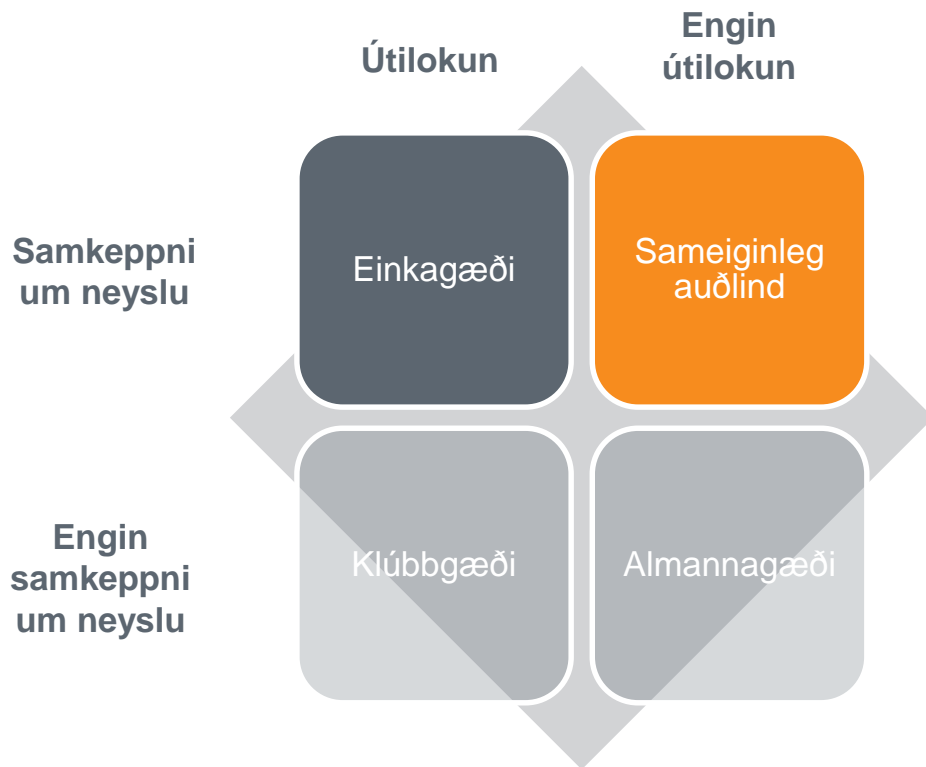 Útilokun
Engin
útilokun
Samkeppni
um neyslu
Einkagæði
Sameiginleg
auðlind
Engin
samkeppni
um neyslu
Klúbbgæði
Almannagæði